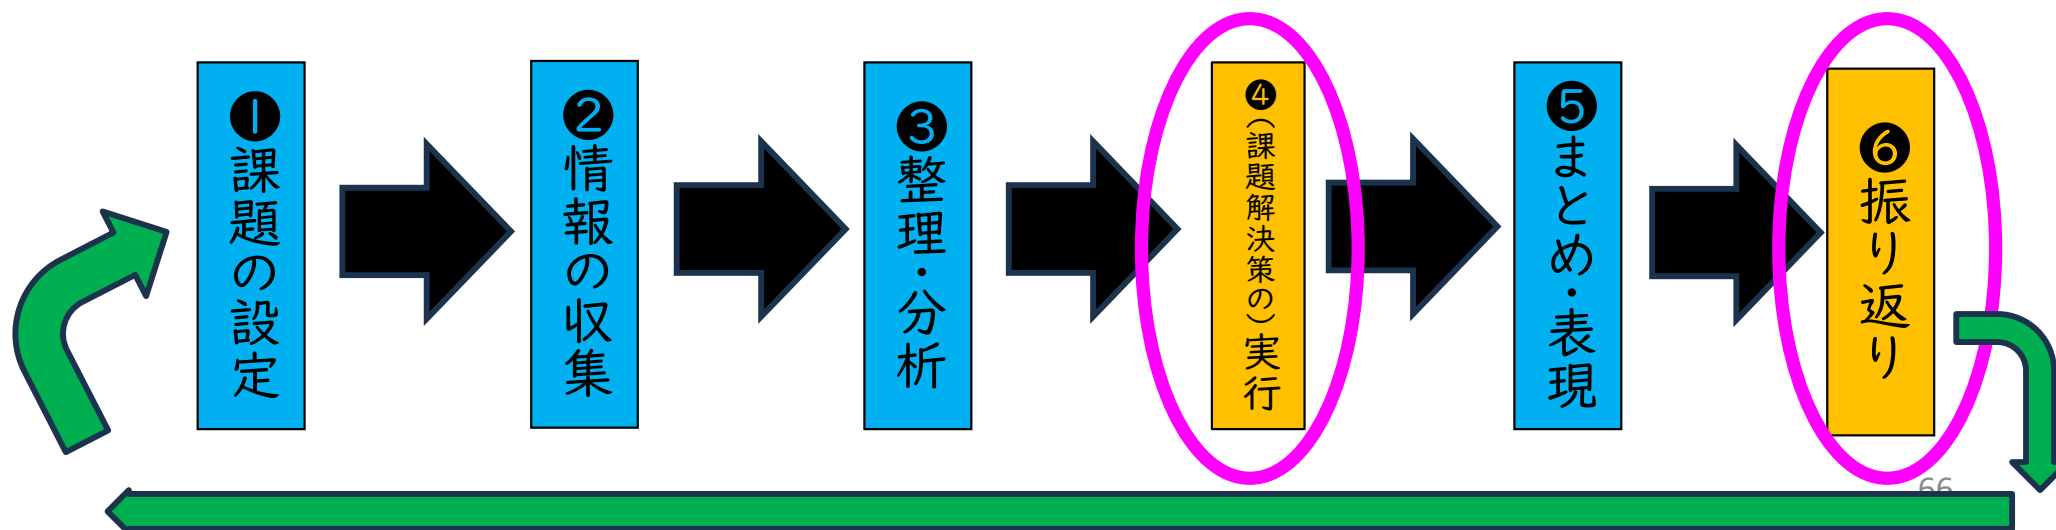 ❶課題の設定
❷情報の収集
❸整理・分析
❹(課題解決策の)実行
❺まとめ・表現
❻振り返り
66